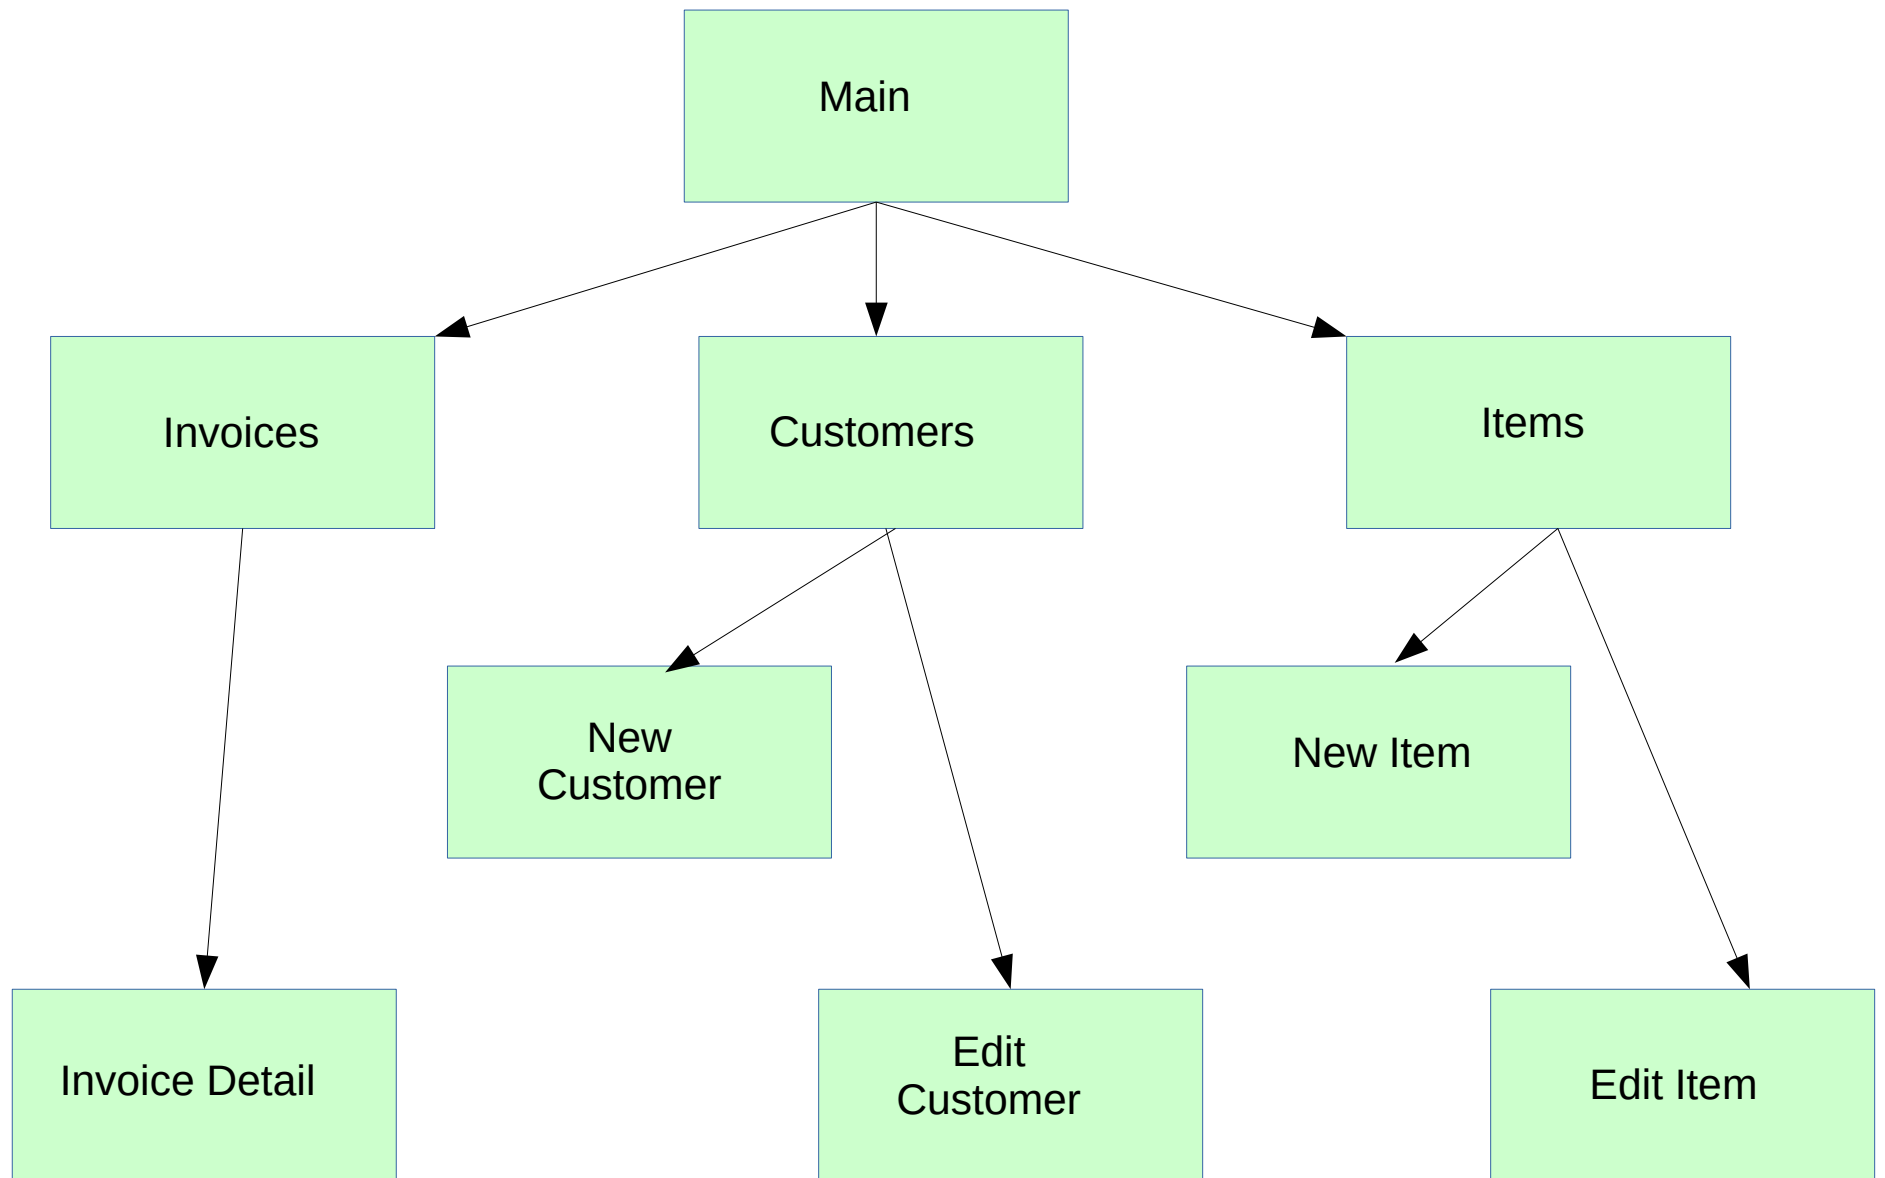 Main
Invoices
Customers
Items
New
Customer
New Item
Invoice Detail
Edit
Customer
Edit Item